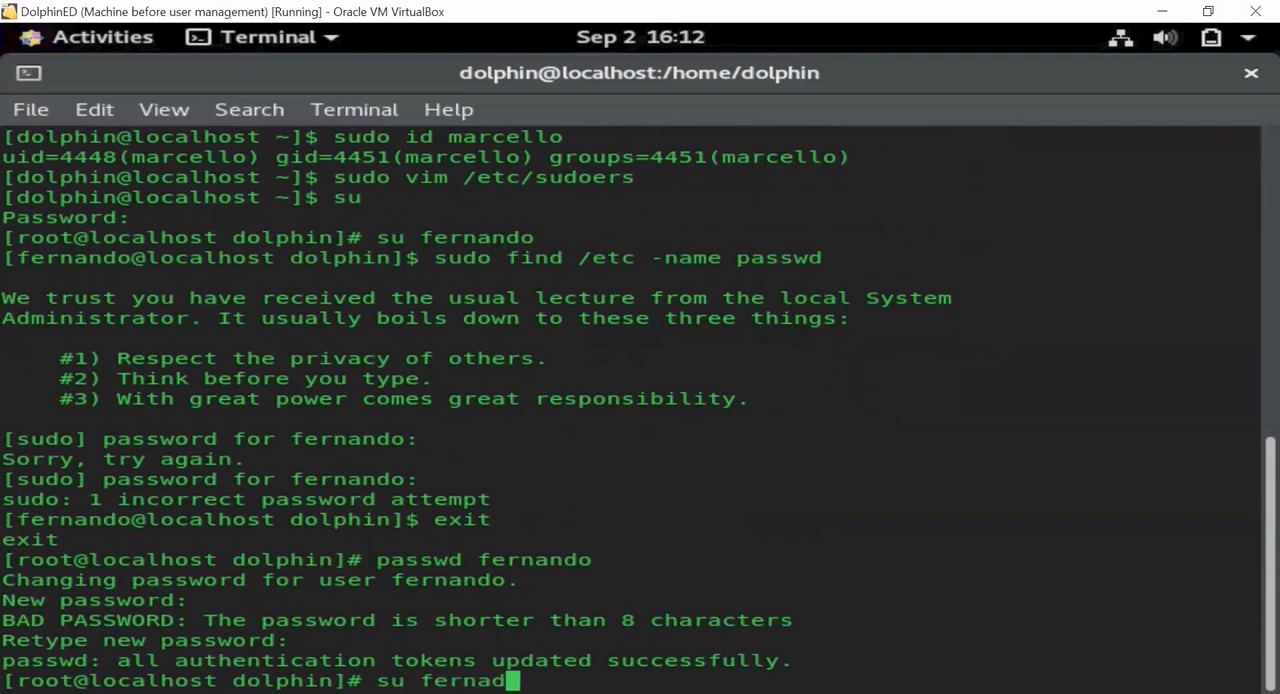 DolphinED (Machine before user management) [Running] - Oracle VM VirtualBox
Activities Terminal Sep 2 16:12
dolphin@localhost:/home/dolphin
File Edit View Search Terminal Help
[dolphin@localhost ~]$ sudo id marcello
uid=4448(marcello) gid=4451(marcello) groups=4451(marcello)
[dolphin@localhost ~]$ sudo vim /etc/sudoers
[dolphin@localhost ~]$ su
Password:
[root@localhost dolphin]# su fernando
[fernando@localhost dolphin]$ sudo find /etc -name passwd
We trust you have received the usual lecture from the local System
Administrator. It usually boils down to these three things:
#1) Respect the privacy of others.
#2) Think before you type.
#3) With great power comes great responsibility.
[sudo] password for fernando:
Sorry, try again.
[sudo] password for fernando:
sudo: 1 incorrect password attempt
[fernando@localhost dolphin]$ exit
exit
[root@localhost dolphin]# passwd fernando
Changing password for user fernando.
New password:
BAD PASSWORD: The password is shorter than 8 characters
Retype new password:
passwd: all authentication tokens updated successfully.
[root@localhost dolphin]# su fernad